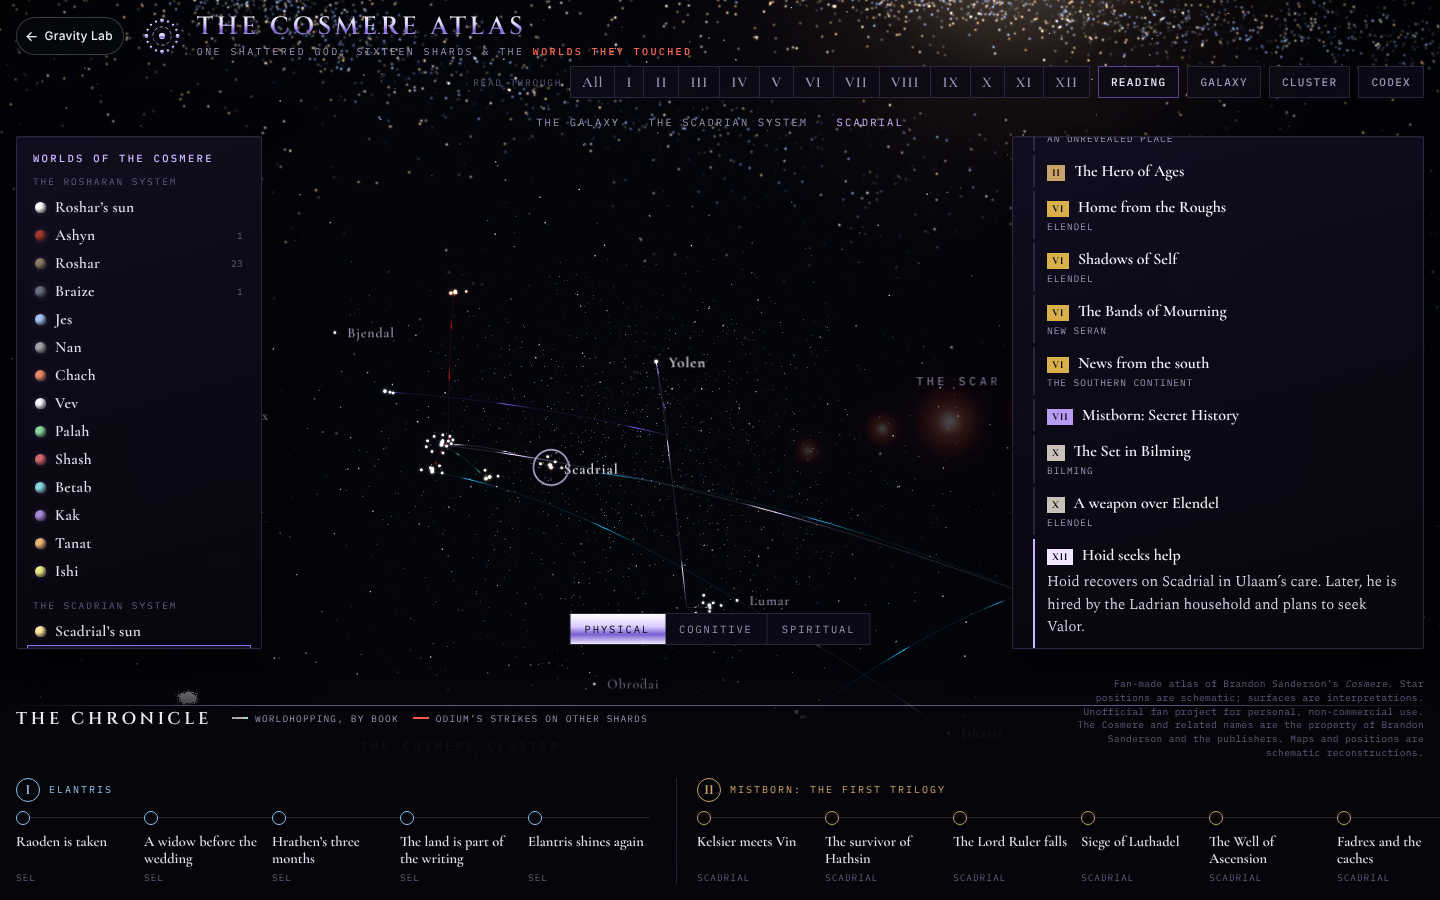 ← Gravity Lab
THE COSMERE ATLAS
ONE SHATTERED GOD, SIXTEEN SHARDS & THE WORLDS THEY TOUCHED
READ THROUGH All I II III IV V VI VII VIII IX X XI XII READING GALAXY CLUSTER CODEX
THE GALAXY THE SCADRIAN SYSTEM SCADRIAL
WORLDS OF THE COSMERE
THE ROSHARAN SYSTEM
Roshar's sun
Ashyn 1
Roshar 23
Braize 1
Jes
Nan
Chach
Vev
Palah
Shash
Betab
Kak
Tanat
Ishi
THE SCADRIAN SYSTEM
Scadrial's sun
Bjendal
Yolen
THE SCAR
x
Scadrial
Lumar
PHYSICAL COGNITIVE SPIRITUAL
Obrodai
Dhatri
THE COSMERE CLUSTER
AN UNREVEALED PLACE
II The Hero of Ages
VI Home from the Roughs
ELENDEL
VI Shadows of Self
ELENDEL
VI The Bands of Mourning
NEW SERAN
VI News from the south
THE SOUTHERN CONTINENT
VII Mistborn: Secret History
X The Set in Bilming
BILMING
X A weapon over Elendel
ELENDEL
XII Hoid seeks help
Hoid recovers on Scadrial in Ulaam's care. Later, he is
hired by the Ladrian household and plans to seek
Valor.
Fan-made atlas of Brandon Sanderson's Cosmere. Star
positions are schematic; surfaces are interpretations.
Unofficial fan project for personal, non-commercial use.
The Cosmere and related names are the property of Brandon
Sanderson and the publishers. Maps and positions are
schematic reconstructions.
THE CHRONICLE WORLDHOPPING, BY BOOK ODIUM'S STRIKES ON OTHER SHARDS
I ELANTRIS
Raoden is taken
SEL
A widow before the
wedding
SEL
Hrathen's three
months
SEL
The land is part of
the writing
SEL
Elantris shines again
SEL
II MISTBORN: THE FIRST TRILOGY
Kelsier meets Vin
SCADRIAL
The survivor of
Hathsin
SCADRIAL
The Lord Ruler falls
SCADRIAL
Siege of Luthadel
SCADRIAL
The Well of
Ascension
SCADRIAL
Fadrex and the
caches
SCADRIAL